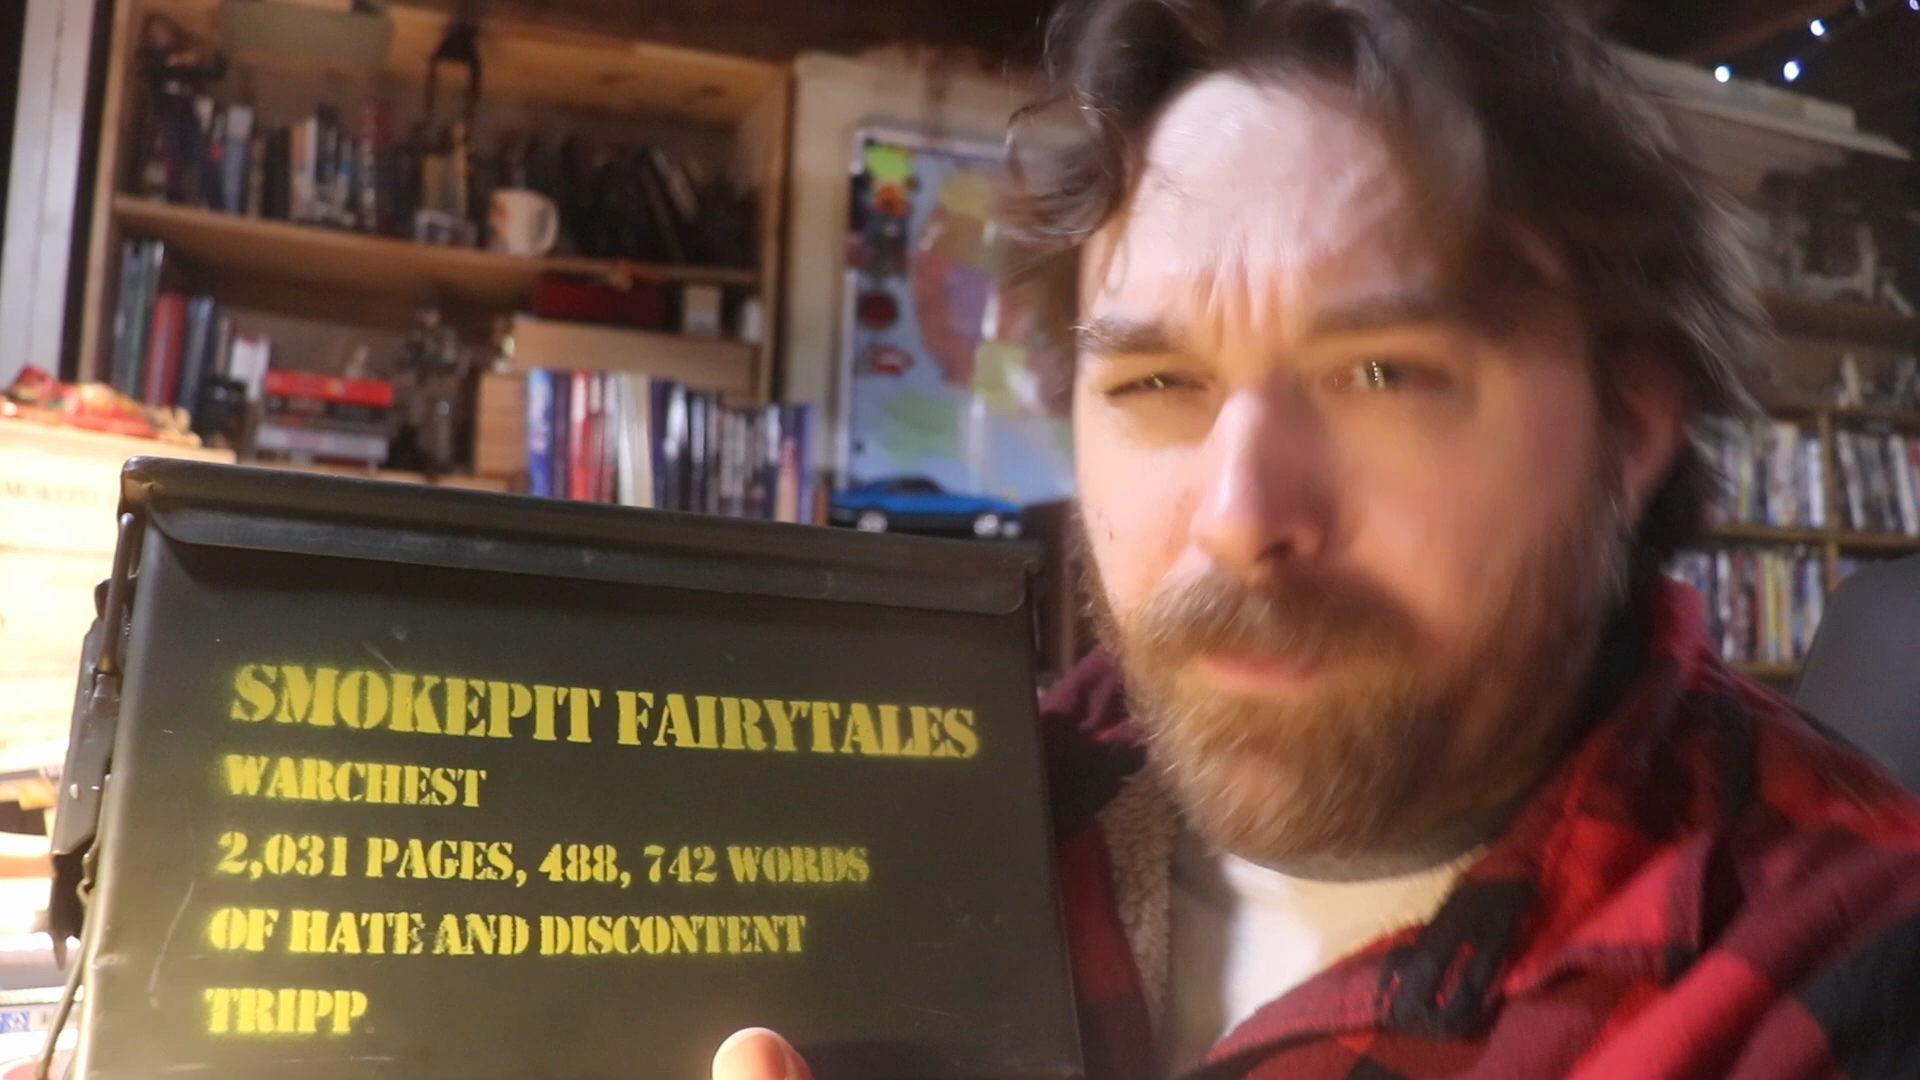 SMOKEPIT FAIRYTALES
WARCHEST
2,031 PAGES, 488, 742 WORDS
OF HATE AND DISCONTENT
TRIPP